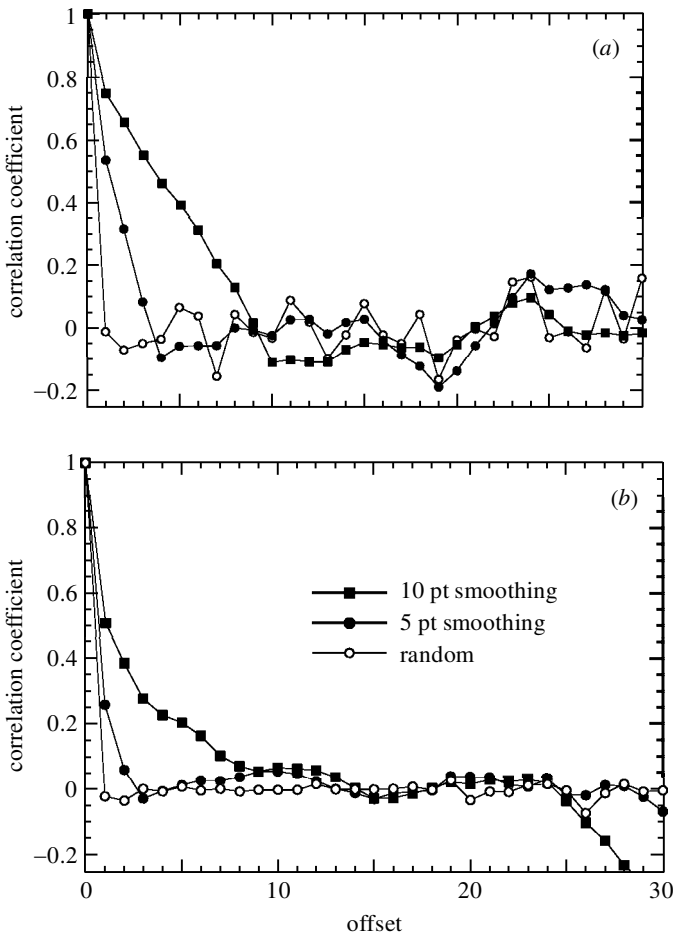 1
(a)
0.8
0.6
0.4
0.2
0
−0.2
correlation coefficient
1
(b)
0.8
0.6
0.4
0.2
0
−0.2
correlation coefficient
10 pt smoothing
5 pt smoothing
random
0 10 20 30
offset